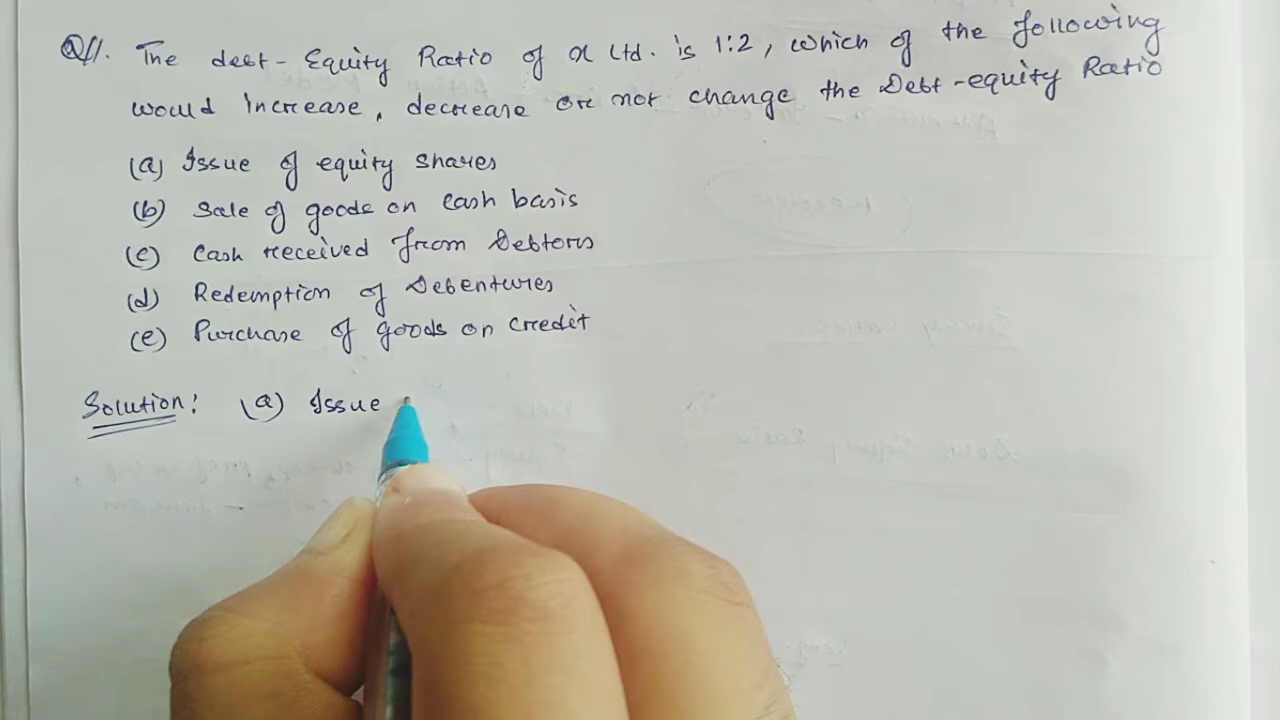 Q1. The debt-Equity Ratio of X Ltd. is 1:2, which of the following
would increase, decrease or not change the Debt-equity Ratio
(a) Issue of equity shares
(b) Sale of goods on cash basis
(c) Cash received from Debtors
(d) Redemption of Debentures
(e) Purchase of goods on credit
Solution: (a) Issue